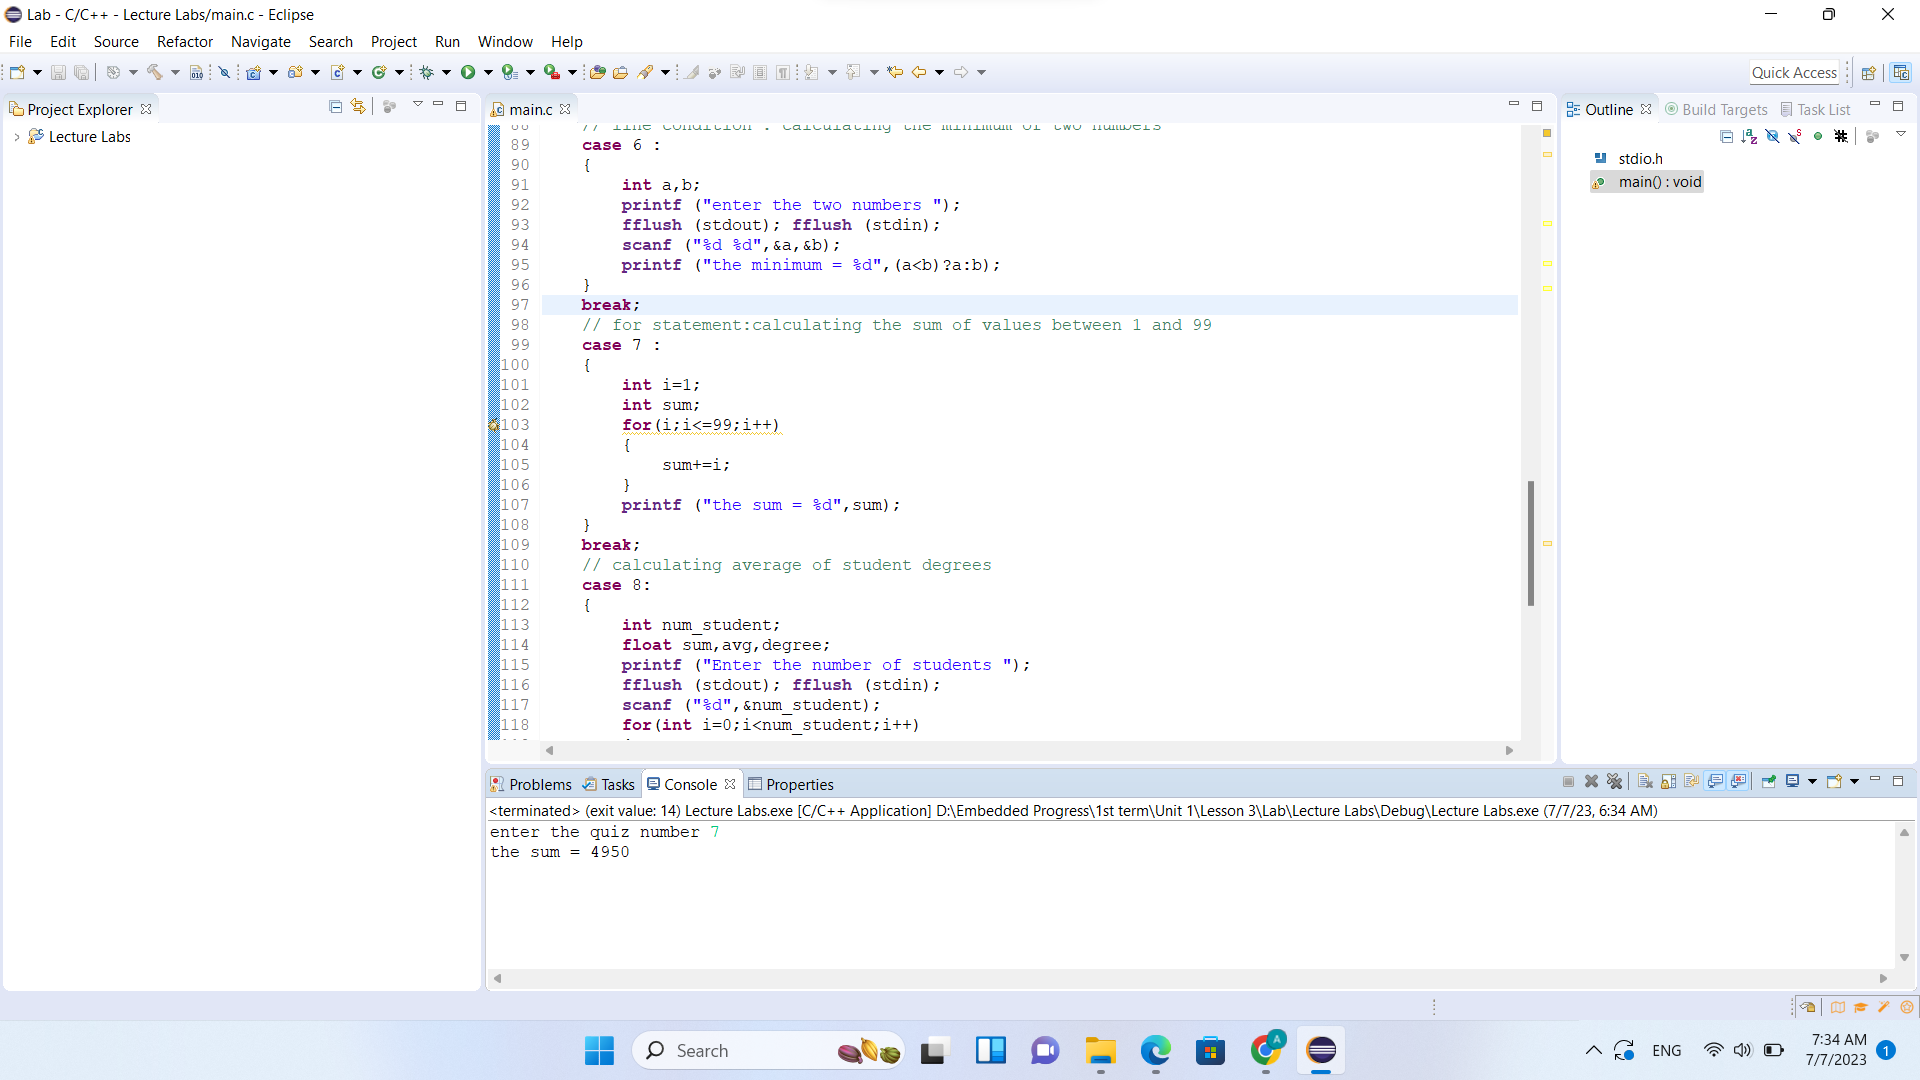 Lab - C/C++ - Lecture Labs/main.c - Eclipse
File Edit Source Refactor Navigate Search Project Run Window Help
Quick Access
Project Explorer
Lecture Labs
main.c
88 // line condition : calculating the minimum of two numbers
89 case 6 :
90 {
91 int a,b;
92 printf ("enter the two numbers ");
93 fflush (stdout); fflush (stdin);
94 scanf ("%d %d",&a,&b);
95 printf ("the minimum = %d",(a<b)?a:b);
96 }
97 break;
98 // for statement:calculating the sum of values between 1 and 99
99 case 7 :
100 {
101 int i=1;
102 int sum;
103 for(i;i<=99;i++)
104 {
105 sum+=i;
106 }
107 printf ("the sum = %d",sum);
108 }
109 break;
110 // calculating average of student degrees
111 case 8:
112 {
113 int num_student;
114 float sum,avg,degree;
115 printf ("Enter the number of students ");
116 fflush (stdout); fflush (stdin);
117 scanf ("%d",&num_student);
118 for(int i=0;i<num_student;i++)
Outline Build Targets Task List
stdio.h
main() : void
Problems Tasks Console Properties
<terminated> (exit value: 14) Lecture Labs.exe [C/C++ Application] D:\Embedded Progress\1st term\Unit 1\Lesson 3\Lab\Lecture Labs\Debug\Lecture Labs.exe (7/7/23, 6:34 AM)
enter the quiz number 7
the sum = 4950
Search
A
ENG
7:34 AM
7/7/2023
1